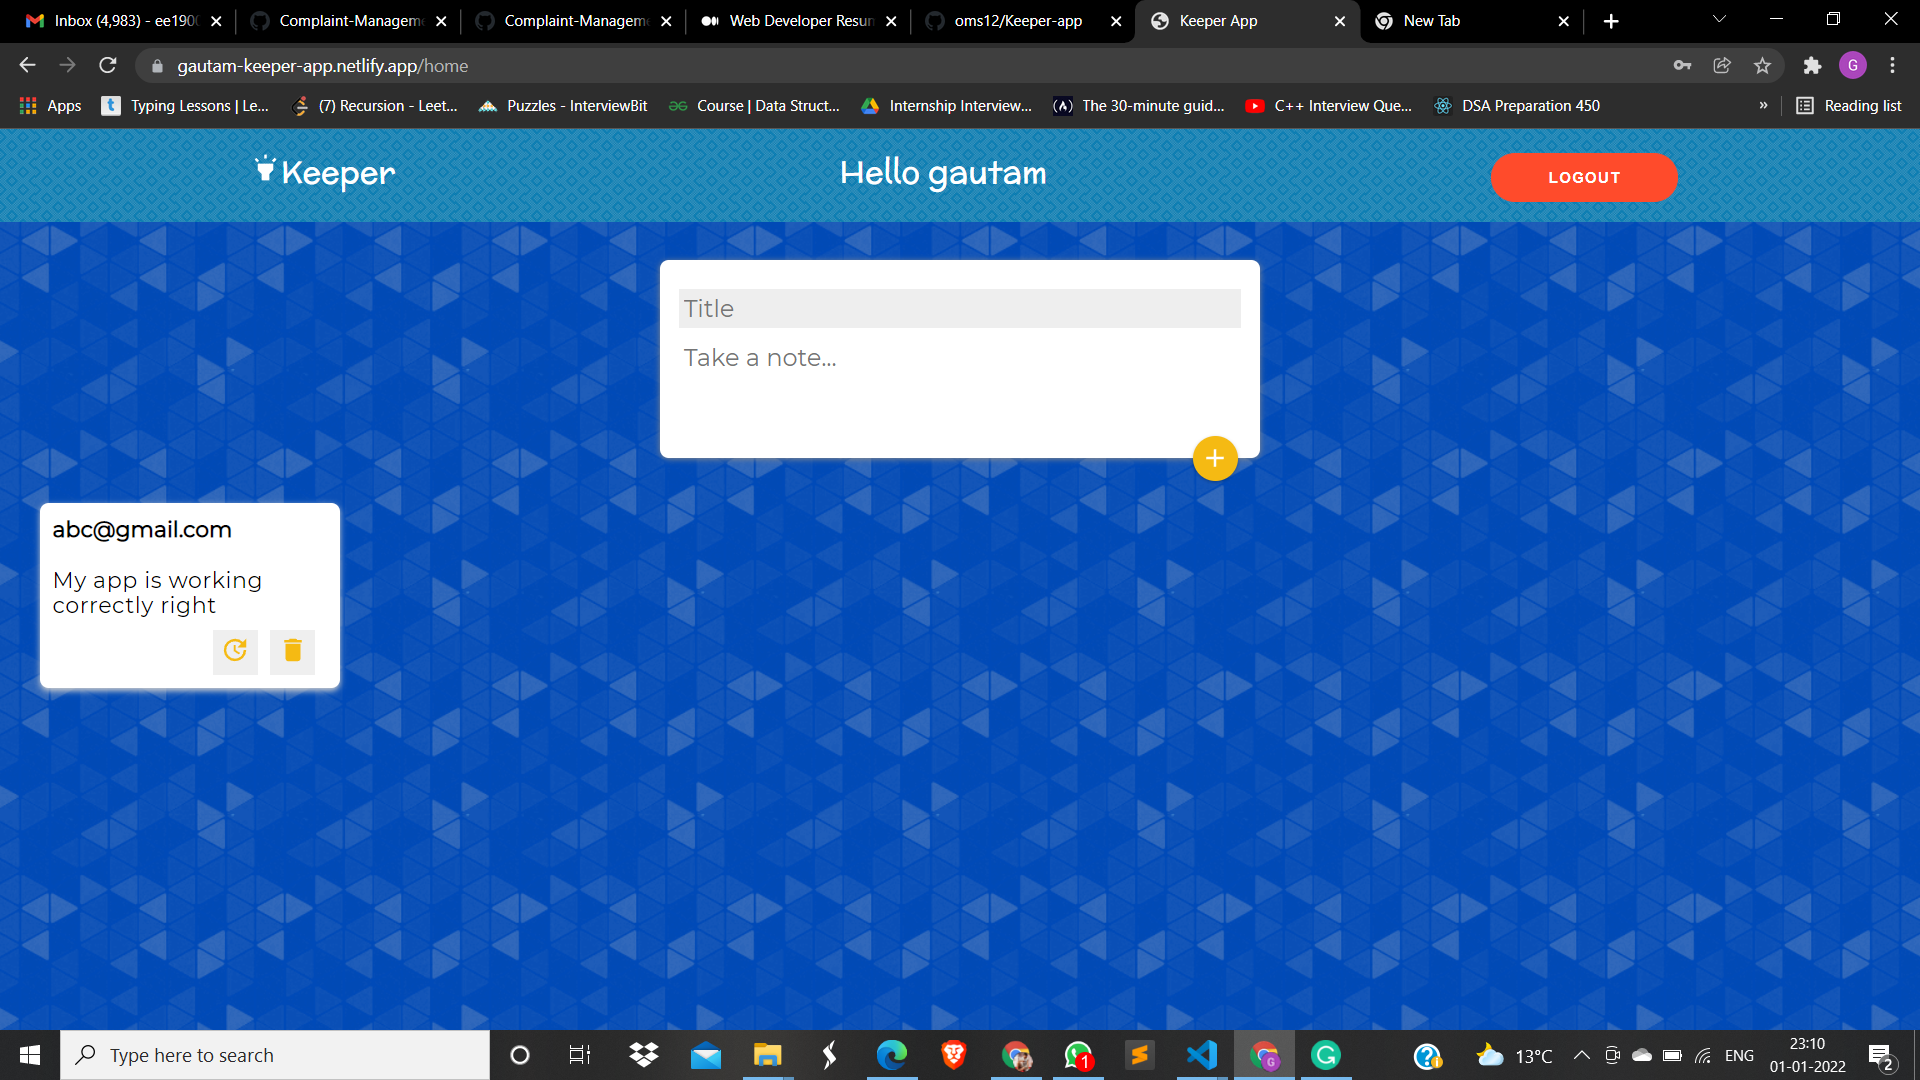 Inbox (4,983) - ee190
Complaint-Managem
Complaint-Managem
Web Developer Resu
oms12/Keeper-app
Keeper App
New Tab
gautam-keeper-app.netlify.app/home
G
Apps
Typing Lessons | Le...
(7) Recursion - Leet...
Puzzles - InterviewBit
Course | Data Struct...
Internship Interview...
The 30-minute guid...
C++ Interview Que...
DSA Preparation 450
»
Reading list
Keeper
Hello gautam
LOGOUT
Title
Take a note...
abc@gmail.com
My app is working
correctly right
Type here to search
1
G
13°C
ENG
23:10
01-01-2022
2